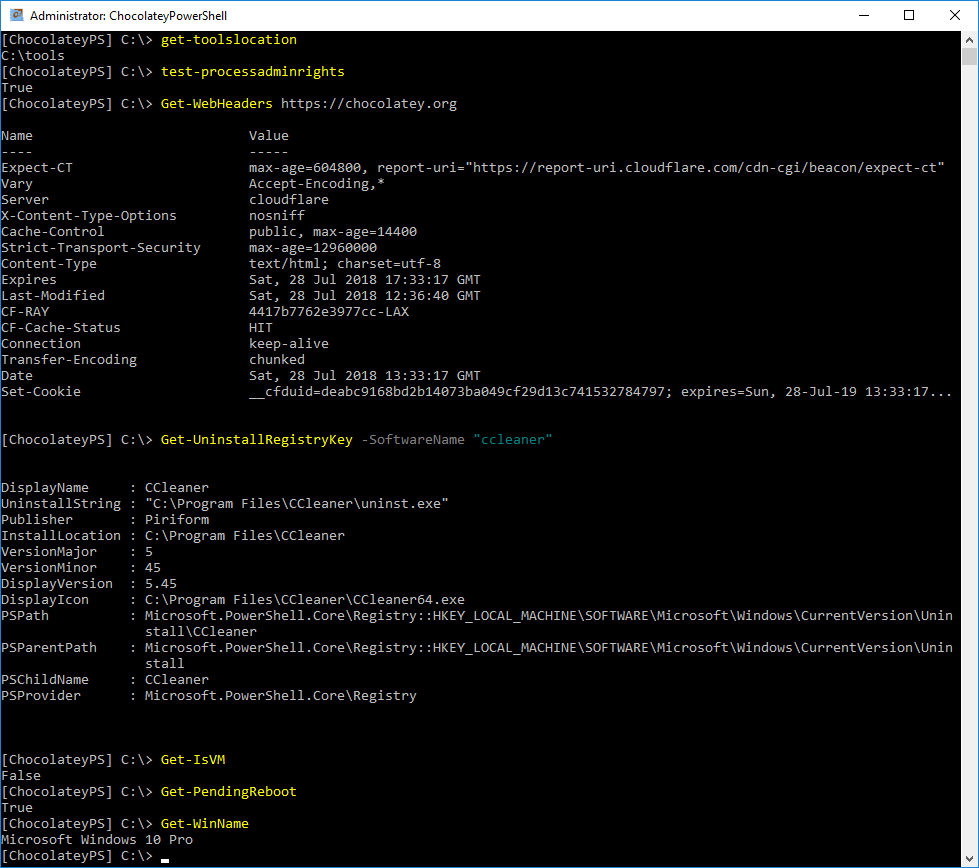 Administrator: ChocolateyPowerShell
[ChocolateyPS] C:\> get-toolslocation
C:\tools
[ChocolateyPS] C:\> test-processadminrights
True
[ChocolateyPS] C:\> Get-WebHeaders https://chocolatey.org
Name                           Value
----                           -----
Expect-CT                      max-age=604800, report-uri="https://report-uri.cloudflare.com/cdn-cgi/beacon/expect-ct"
Vary                           Accept-Encoding,*
Server                         cloudflare
X-Content-Type-Options         nosniff
Cache-Control                  public, max-age=14400
Strict-Transport-Security      max-age=12960000
Content-Type                   text/html; charset=utf-8
Expires                        Sat, 28 Jul 2018 17:33:17 GMT
Last-Modified                  Sat, 28 Jul 2018 12:36:40 GMT
CF-RAY                         4417b7762e3977cc-LAX
CF-Cache-Status                HIT
Connection                     keep-alive
Transfer-Encoding              chunked
Date                           Sat, 28 Jul 2018 13:33:17 GMT
Set-Cookie                     __cfduid=deabc9168bd2b14073ba049cf29d13c741532784797; expires=Sun, 28-Jul-19 13:33:17...
[ChocolateyPS] C:\> Get-UninstallRegistryKey -SoftwareName "ccleaner"
DisplayName     : CCleaner
UninstallString : "C:\Program Files\CCleaner\uninst.exe"
Publisher       : Piriform
InstallLocation : C:\Program Files\CCleaner
VersionMajor    : 5
VersionMinor    : 45
DisplayVersion  : 5.45
DisplayIcon     : C:\Program Files\CCleaner\CCleaner64.exe
PSPath          : Microsoft.PowerShell.Core\Registry::HKEY_LOCAL_MACHINE\SOFTWARE\Microsoft\Windows\CurrentVersion\Unin
stall\CCleaner
PSParentPath    : Microsoft.PowerShell.Core\Registry::HKEY_LOCAL_MACHINE\SOFTWARE\Microsoft\Windows\CurrentVersion\Unin
stall
PSChildName     : CCleaner
PSProvider      : Microsoft.PowerShell.Core\Registry
[ChocolateyPS] C:\> Get-IsVM
False
[ChocolateyPS] C:\> Get-PendingReboot
True
[ChocolateyPS] C:\> Get-WinName
Microsoft Windows 10 Pro
[ChocolateyPS] C:\>